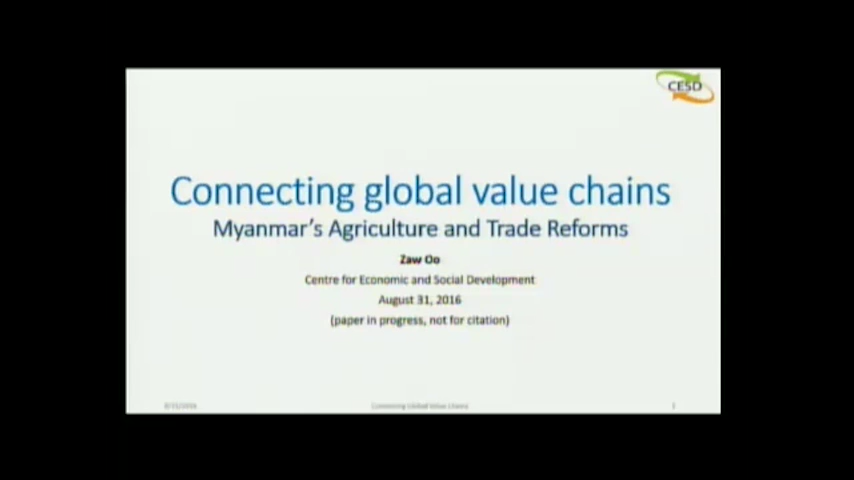 CESD
Connecting global value chains
Myanmar's Agriculture and Trade Reforms
Zaw Oo
Centre for Economic and Social Development
August 31, 2016
(paper in progress, not for citation)
Connecting Global Value Chains